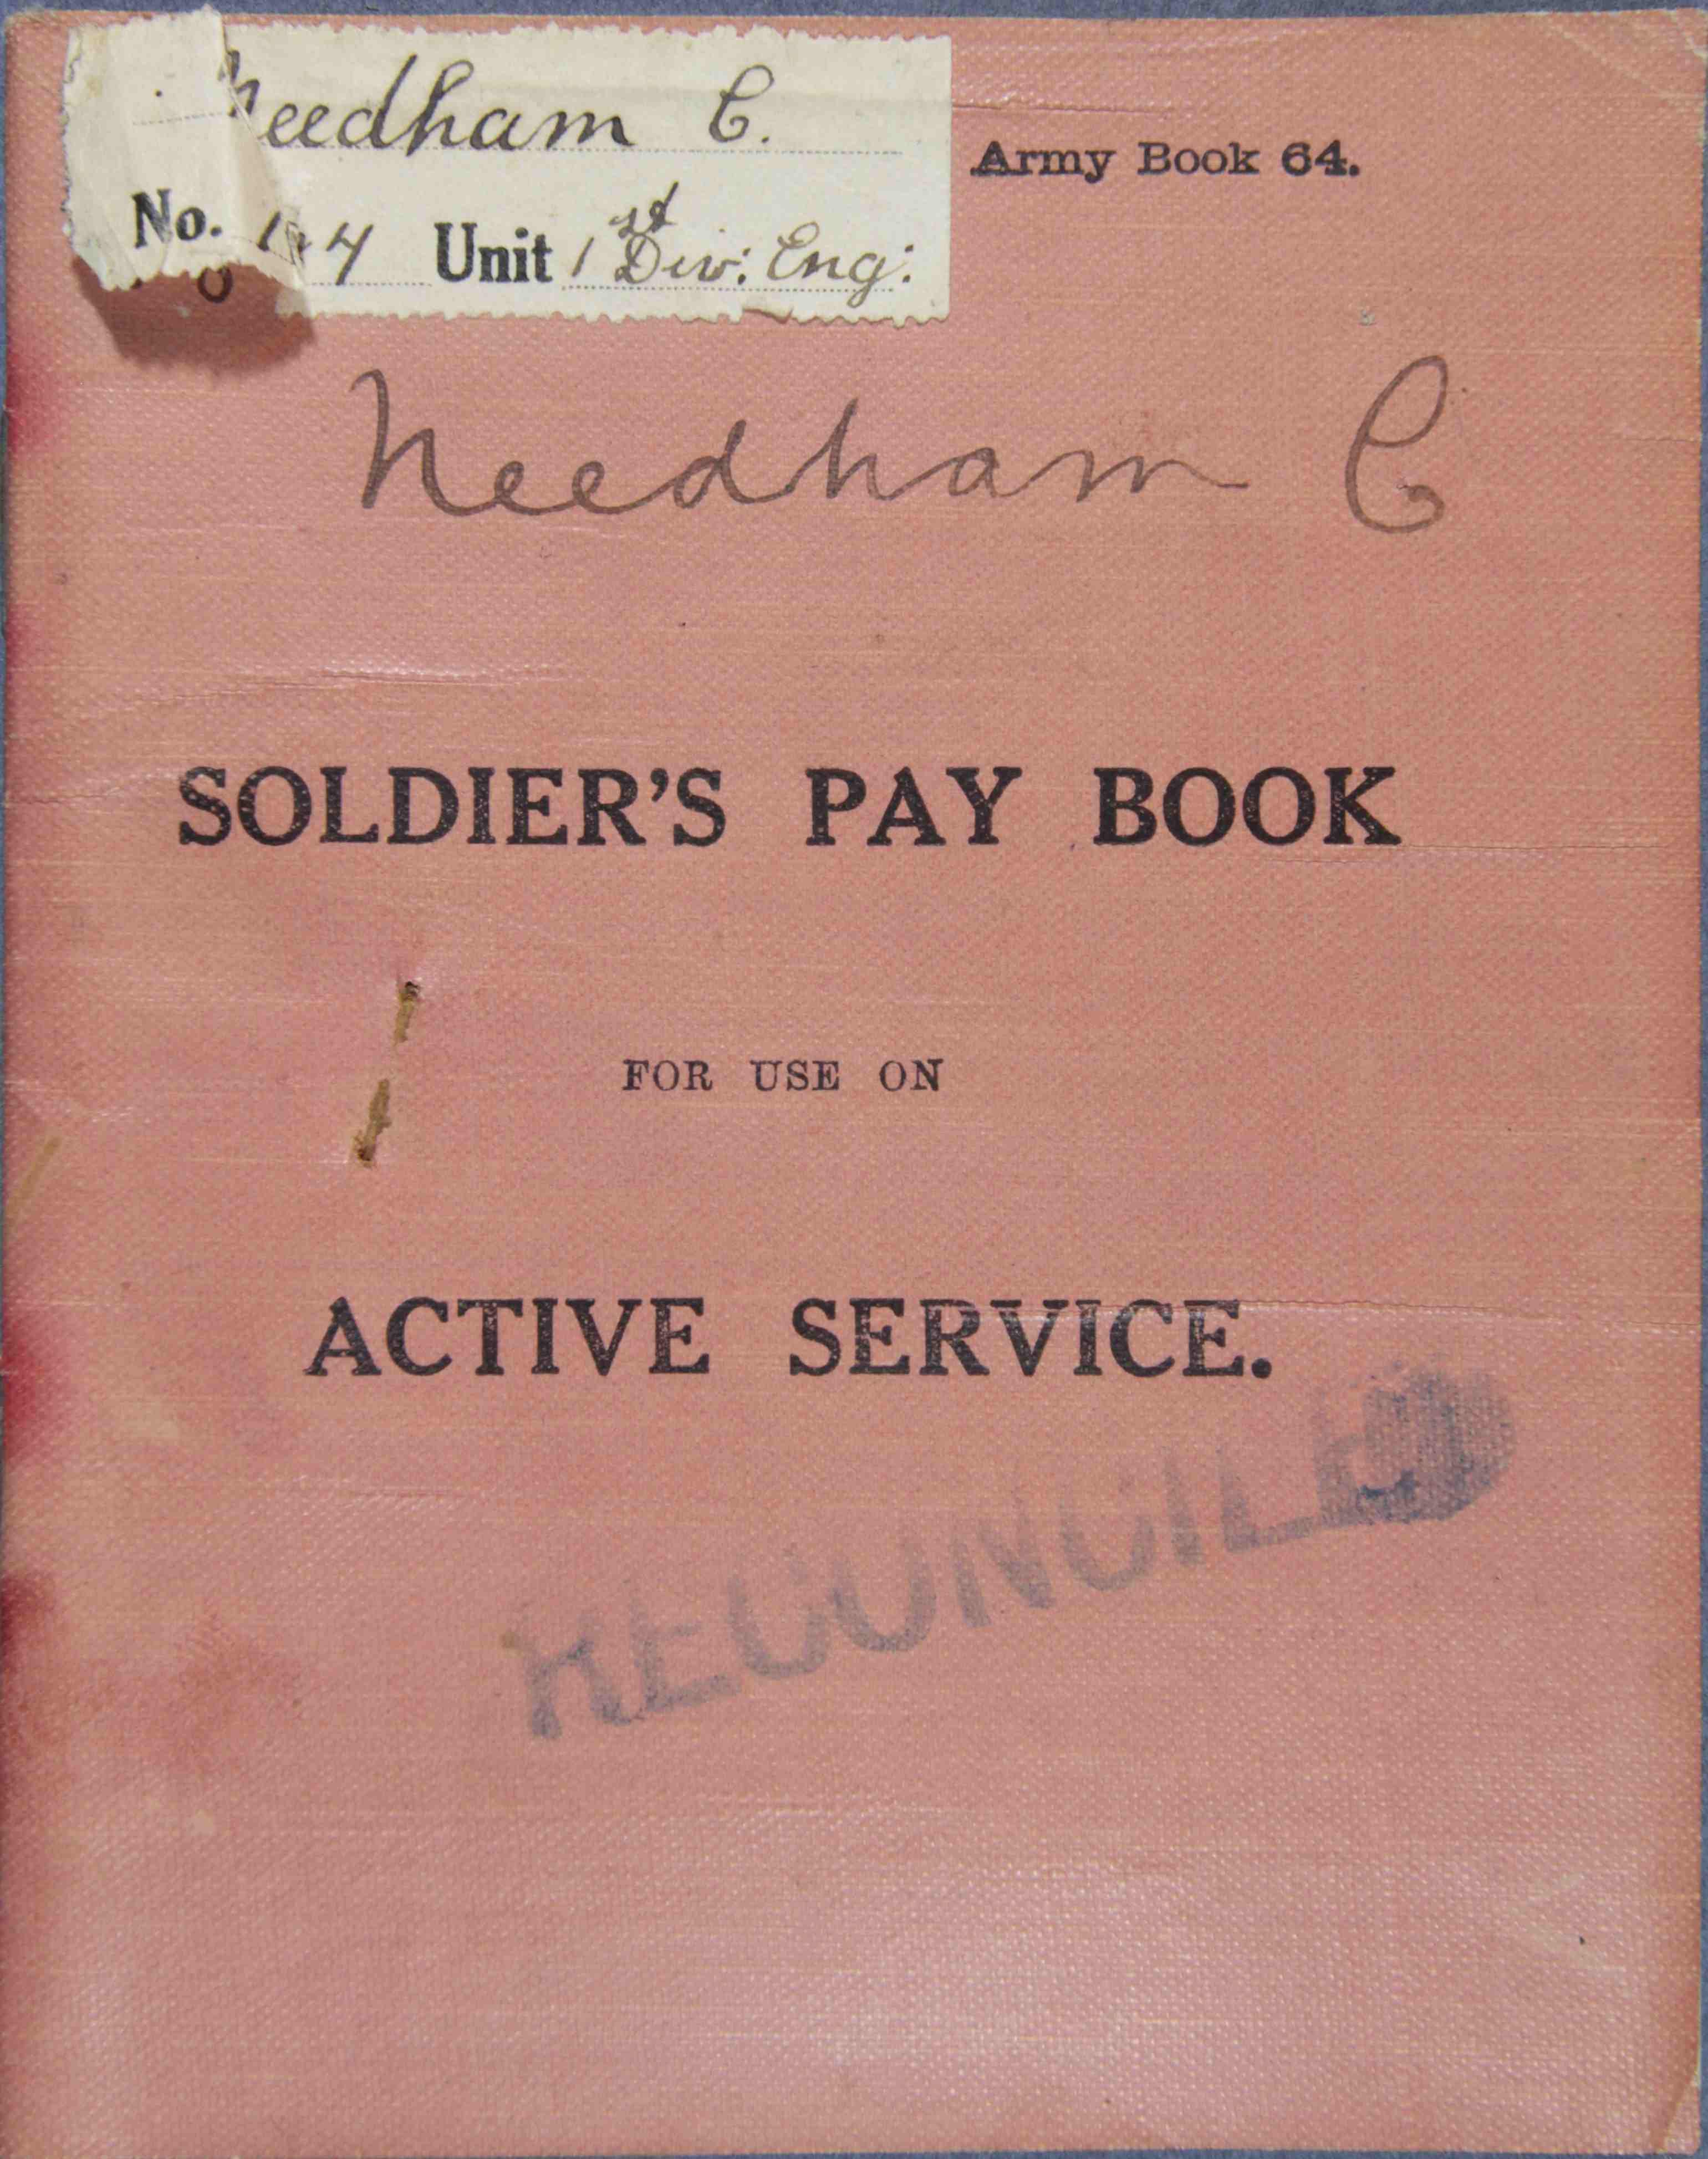 Needham C.
Army Book 64.
No. Unit 1st Div: Eng:
Needham C
SOLDIER'S PAY BOOK
FOR USE ON
ACTIVE SERVICE.
RECONCILED